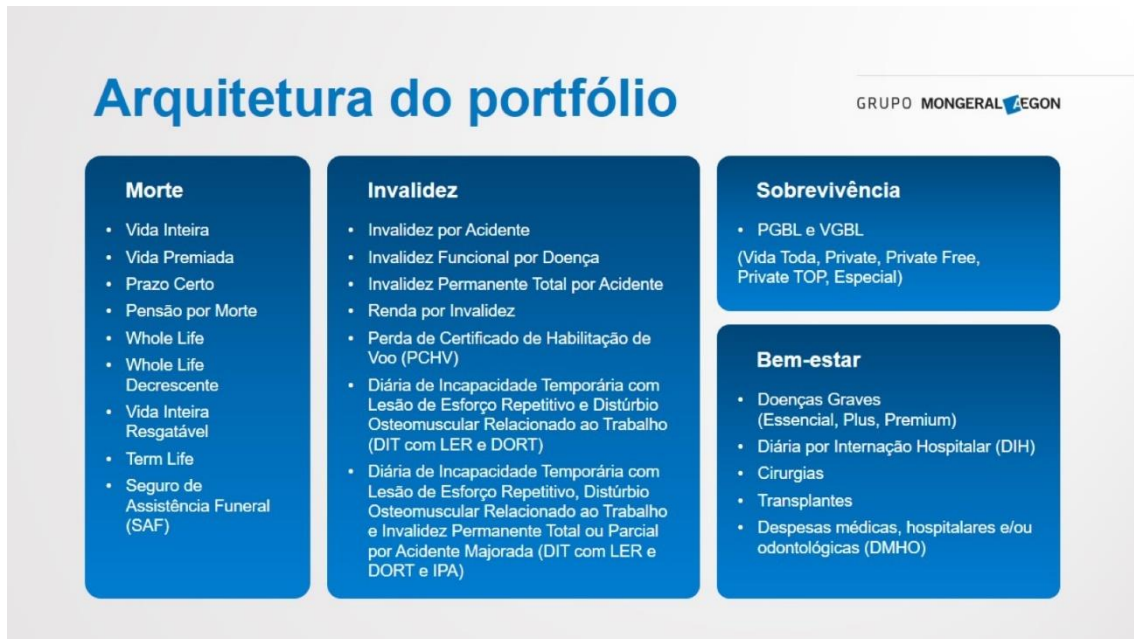 Arquitetura do portfólio
GRUPO MONGERAL AEGON
Morte
• Vida Inteira
• Vida Premiada
• Prazo Certo
• Pensão por Morte
• Whole Life
• Whole Life
Decrescente
• Vida Inteira
Resgatável
• Term Life
• Seguro de
Assistência Funeral
(SAF)
Invalidez
• Invalidez por Acidente
• Invalidez Funcional por Doença
• Invalidez Permanente Total por Acidente
• Renda por Invalidez
• Perda de Certificado de Habilitação de
Voo (PCHV)
• Diária de Incapacidade Temporária com
Lesão de Esforço Repetitivo e Distúrbio
Osteomuscular Relacionado ao Trabalho
(DIT com LER e DORT)
• Diária de Incapacidade Temporária com
Lesão de Esforço Repetitivo, Distúrbio
Osteomuscular Relacionado ao Trabalho
e Invalidez Permanente Total ou Parcial
por Acidente Majorada (DIT com LER e
DORT e IPA)
Sobrevivência
• PGBL e VGBL
(Vida Toda, Private, Private Free,
Private TOP, Especial)
Bem-estar
• Doenças Graves
(Essencial, Plus, Premium)
• Diária por Internação Hospitalar (DIH)
• Cirurgias
• Transplantes
• Despesas médicas, hospitalares e/ou
odontológicas (DMHO)